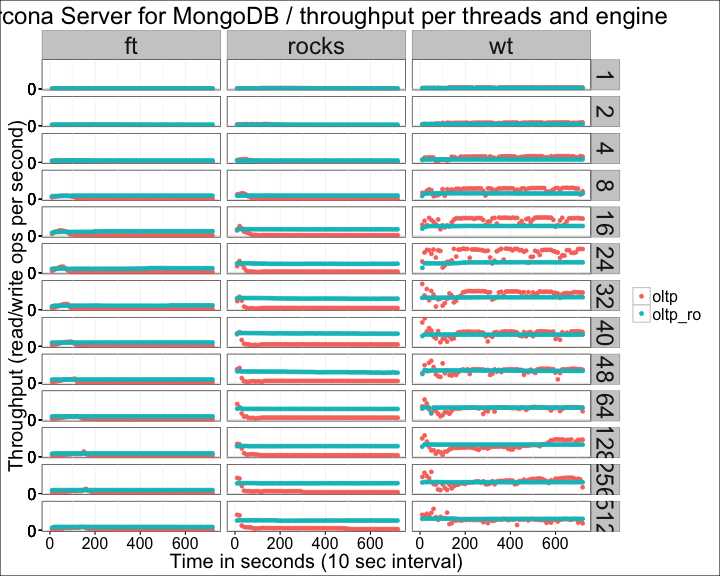 rcona Server for MongoDB / throughput per threads and engine
ft rocks wt
Throughput (read/write ops per second)
0 1
0 2
0 4
0 8
0 16
0 24
0 32
0 40
0 48
0 64
0 128
0 256
0 512
oltp
oltp_ro
0 200 400 600 0 200 400 600 0 200 400 600
Time in seconds (10 sec interval)